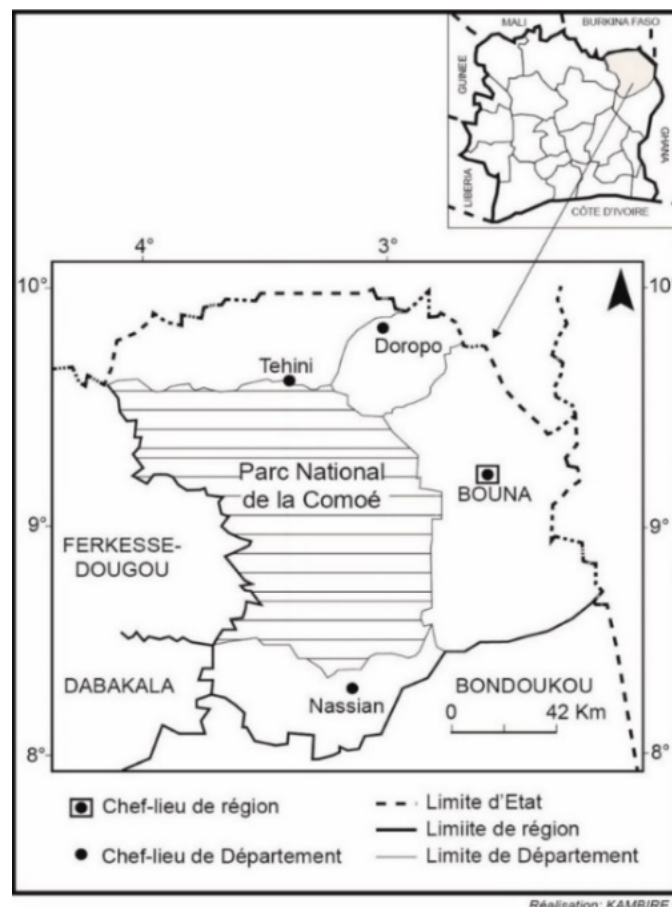 MALI
BURKINA FASO
GUINEE
GHANA
LIBERIA
CÔTE D'IVOIRE
4°
3°
10°
10°
Doropo
Tehini
Parc National
de la Comoé
BOUNA
9°
9°
FERKESSE-
DOUGOU
DABAKALA
Nassian
BONDOUKOU
0 42 Km
8°
8°
Chef-lieu de région
Chef-lieu de Département
Limite d'Etat
Limiite de région
Limite de Département
Réalisation: KAMBIRE